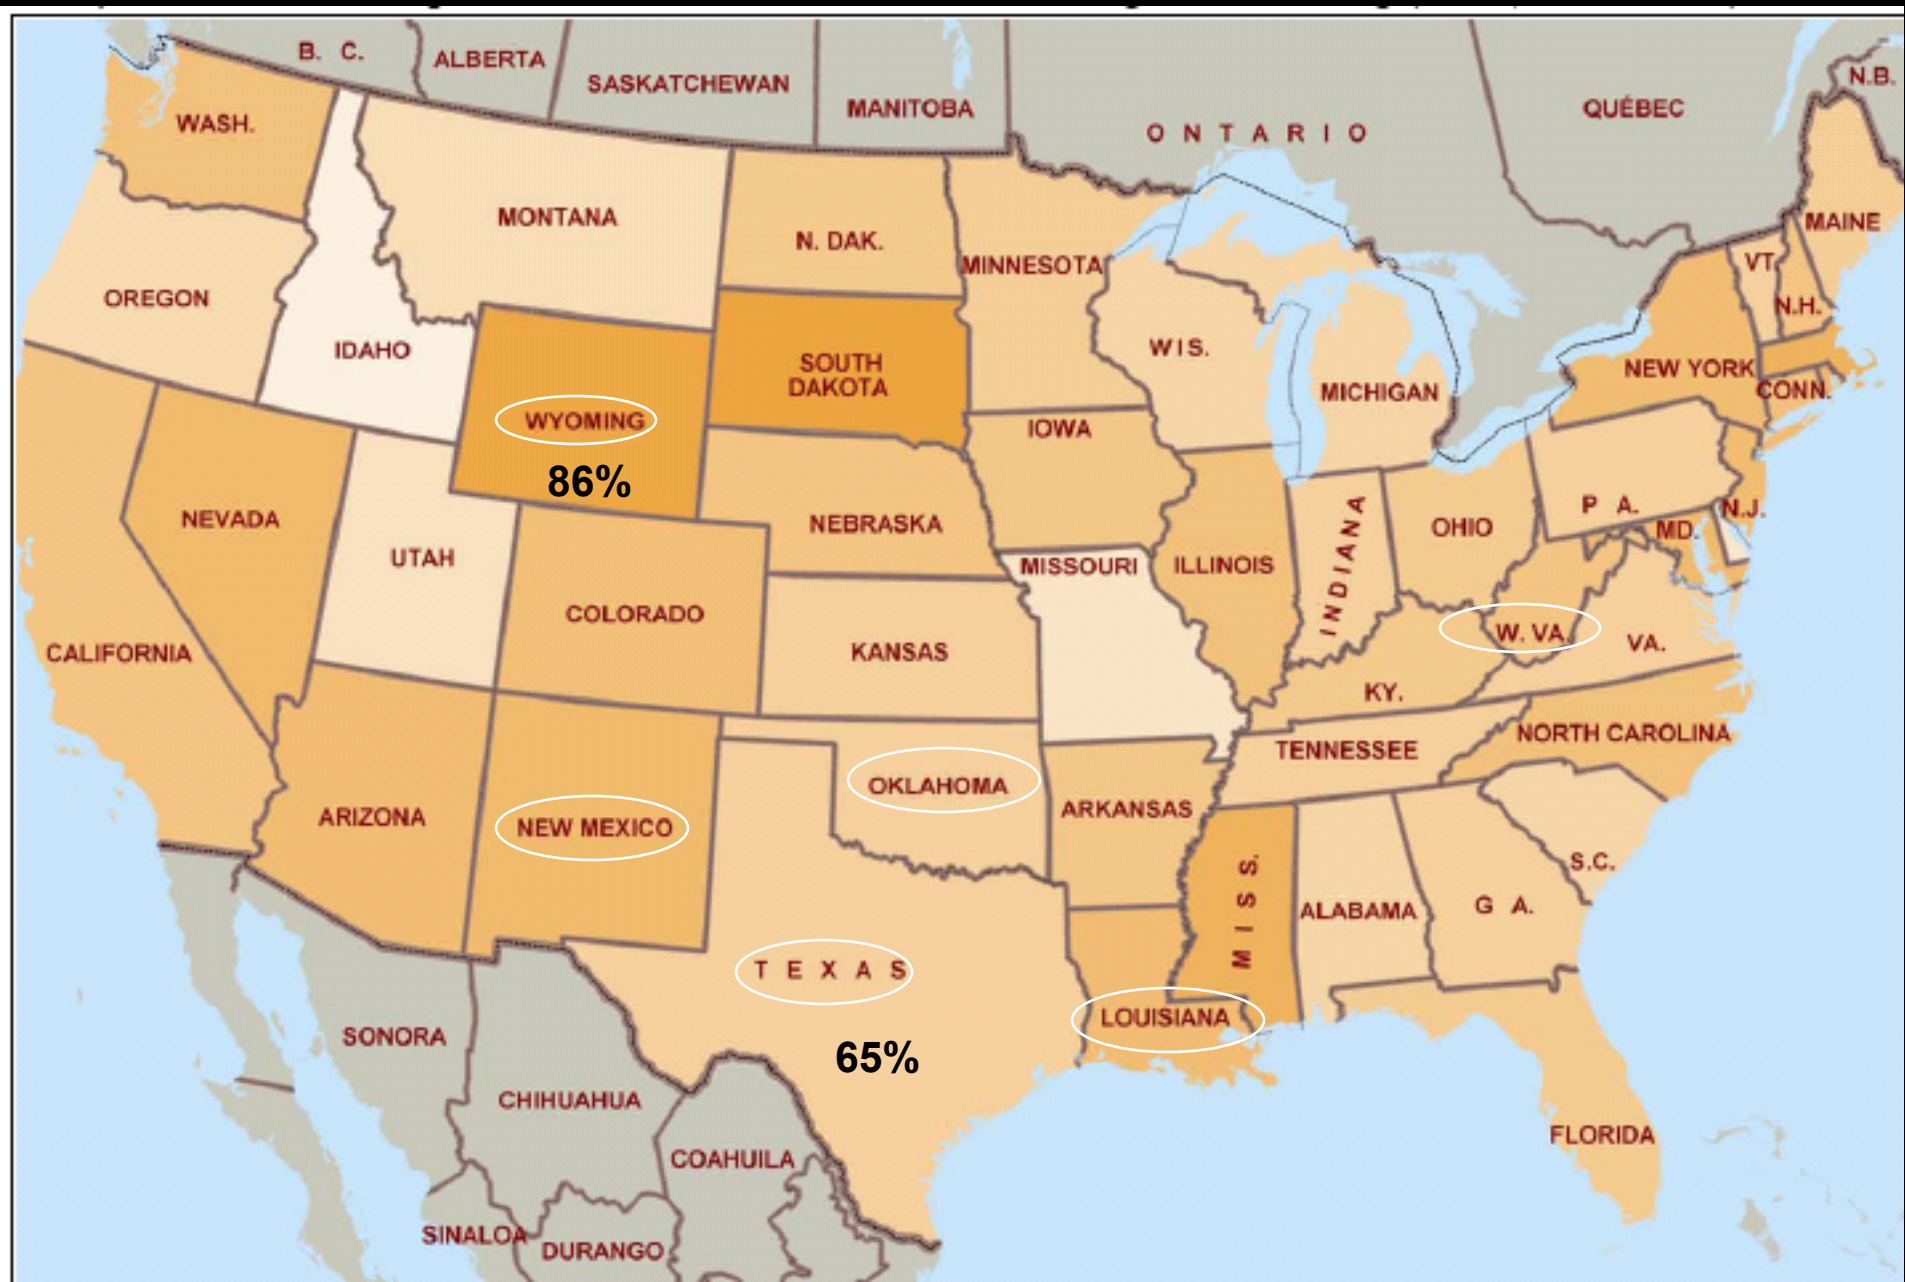 B. C.
ALBERTA
SASKATCHEWAN
MANITOBA
ONTARIO
QUÉBEC
N.B.
WASH.
MONTANA
N. DAK.
MINNESOTA
MAINE
VT.
N.H.
OREGON
IDAHO
WYOMING
86%
SOUTH
DAKOTA
WIS.
MICHIGAN
NEW YORK
CONN.
IOWA
NEVADA
UTAH
COLORADO
NEBRASKA
MISSOURI
ILLINOIS
INDIANA
OHIO
P A.
N.J.
MD.
CALIFORNIA
KANSAS
W. VA.
VA.
KY.
NORTH CAROLINA
TENNESSEE
ARIZONA
NEW MEXICO
OKLAHOMA
ARKANSAS
MISS.
ALABAMA
G A.
S.C.
TEXAS
65%
LOUISIANA
FLORIDA
SONORA
CHIHUAHUA
COAHUILA
SINALOA
DURANGO